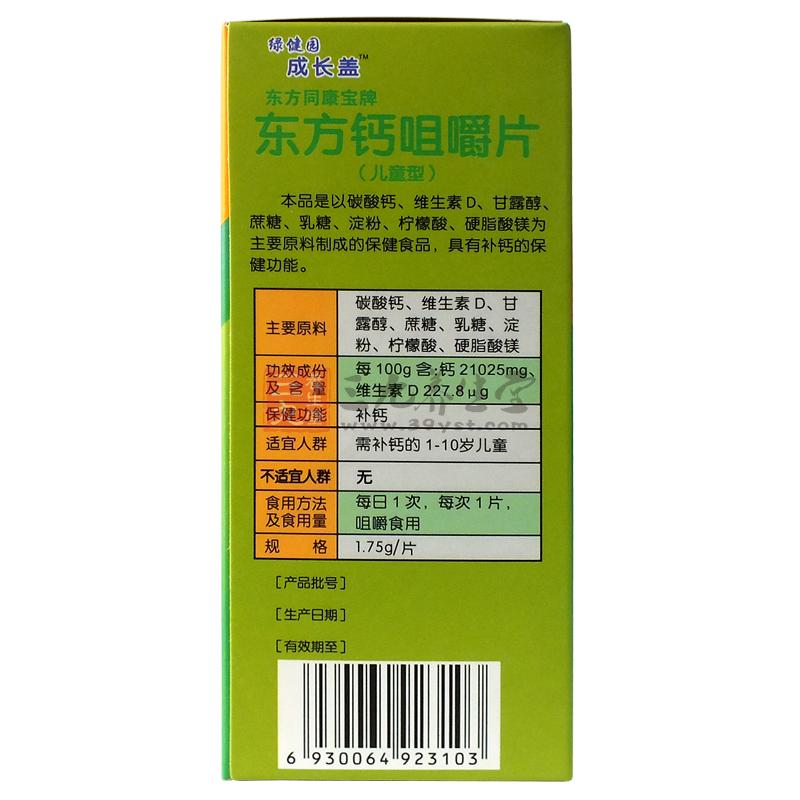 绿健园
成长盖™
东方同康宝牌
东方钙咀嚼片
（儿童型）
本品是以碳酸钙、维生素D、甘露醇、
蔗糖、乳糖、淀粉、柠檬酸、硬脂酸镁为
主要原料制成的保健食品，具有补钙的保
健功能。
主要原料
碳酸钙、维生素D、甘
露醇、蔗糖、乳糖、淀
粉、柠檬酸、硬脂酸镁
功效成份
及含量
每100g含:钙21025mg、
维生素D 227.8μg
保健功能
补钙
适宜人群
需补钙的1-10岁儿童
不适宜人群
无
食用方法
及食用量
每日1次，每次1片，
咀嚼食用
规 格
1.75g/片
[产品批号]
[生产日期]
[有效期至]
6 930064 923103
三九养生堂
www.39yst.com